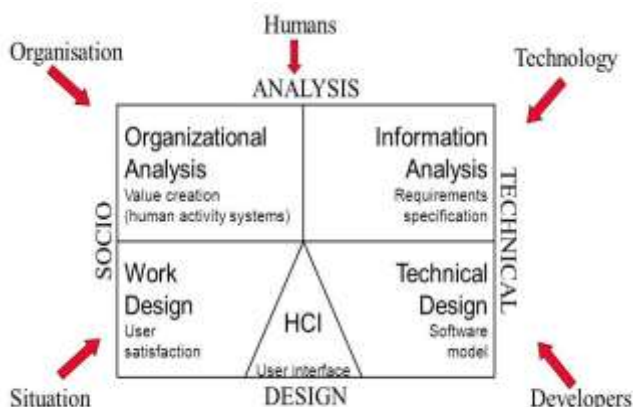 Humans
Organisation
Technology
ANALYSIS
Organizational
Analysis
Value creation
(human activity systems)
Information
Analysis
Requirements
specification
SOCIO
TECHNICAL
Work
Design
User
satisfaction
HCI
User interface
Technical
Design
Software
model
DESIGN
Situation
Developers